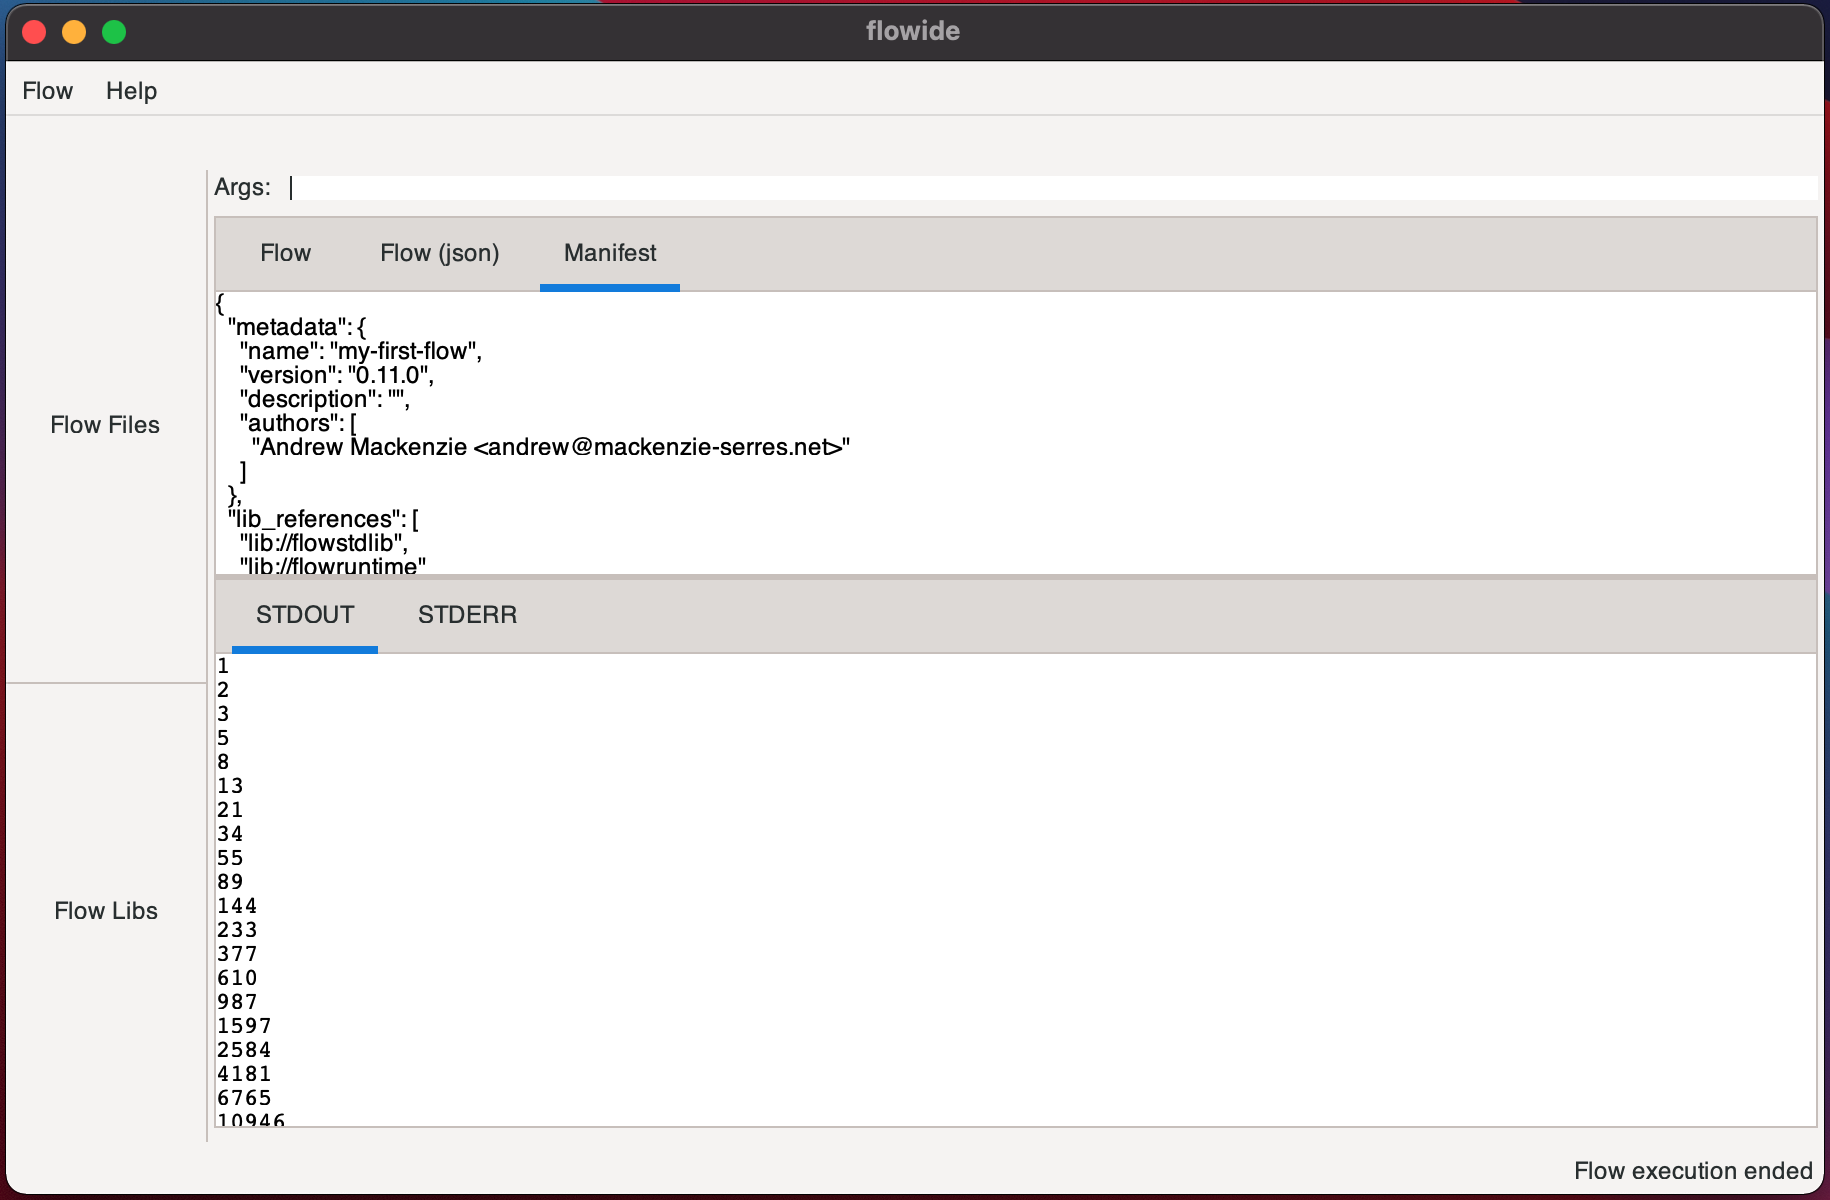 flowide
Flow Help
Args:
Flow Flow (json) Manifest
{
"metadata": {
"name": "my-first-flow",
"version": "0.11.0",
"description": "",
"authors": [
"Andrew Mackenzie <andrew@mackenzie-serres.net>"
]
},
"lib_references": [
"lib://flowstdlib",
"lib://flowruntime"
Flow Files
STDOUT STDERR
1
2
3
5
8
13
21
34
55
89
144
233
377
610
987
1597
2584
4181
6765
10946
Flow Libs
Flow execution ended